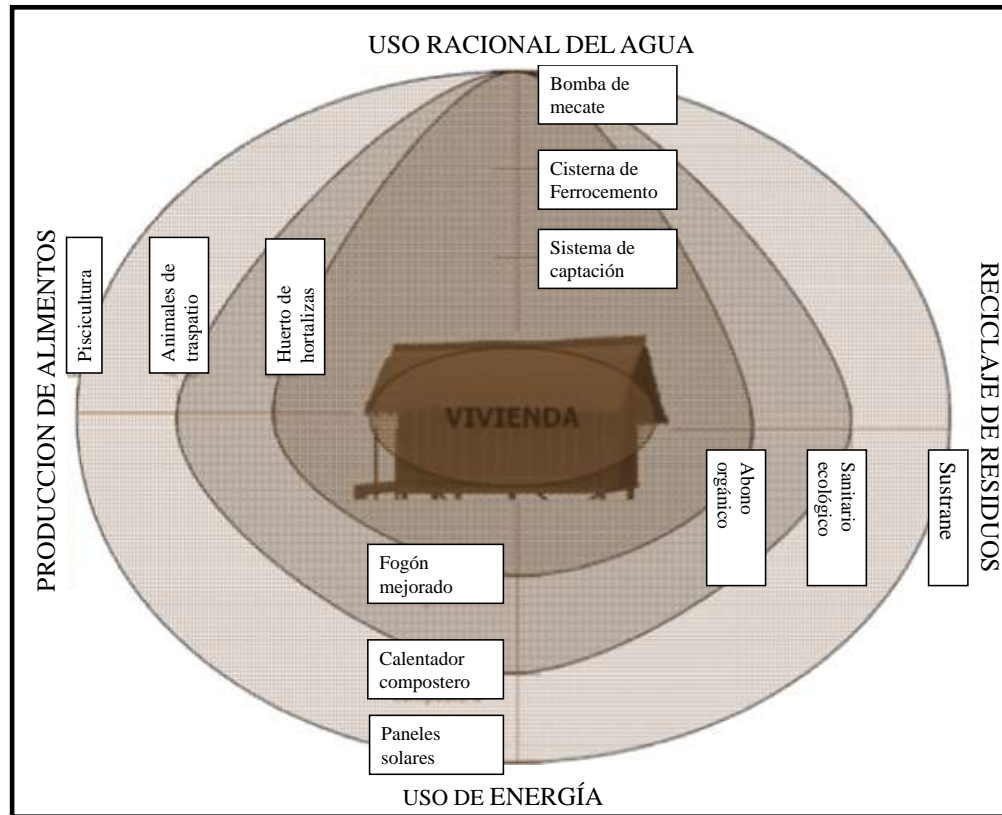 USO RACIONAL DEL AGUA
Bomba de
mecate
Cisterna de
Ferrocemento
Sistema de
captación
PRODUCCION DE ALIMENTOS
Piscicultura
Animales de
traspatio
Huerto de
hortalizas
VIVIENDA
RECICLAJE DE RESIDUOS
Abono
orgánico
Sanitario
ecológico
Sustrane
Fogón
mejorado
Calentador
compostero
Paneles
solares
USO DE ENERGÍA